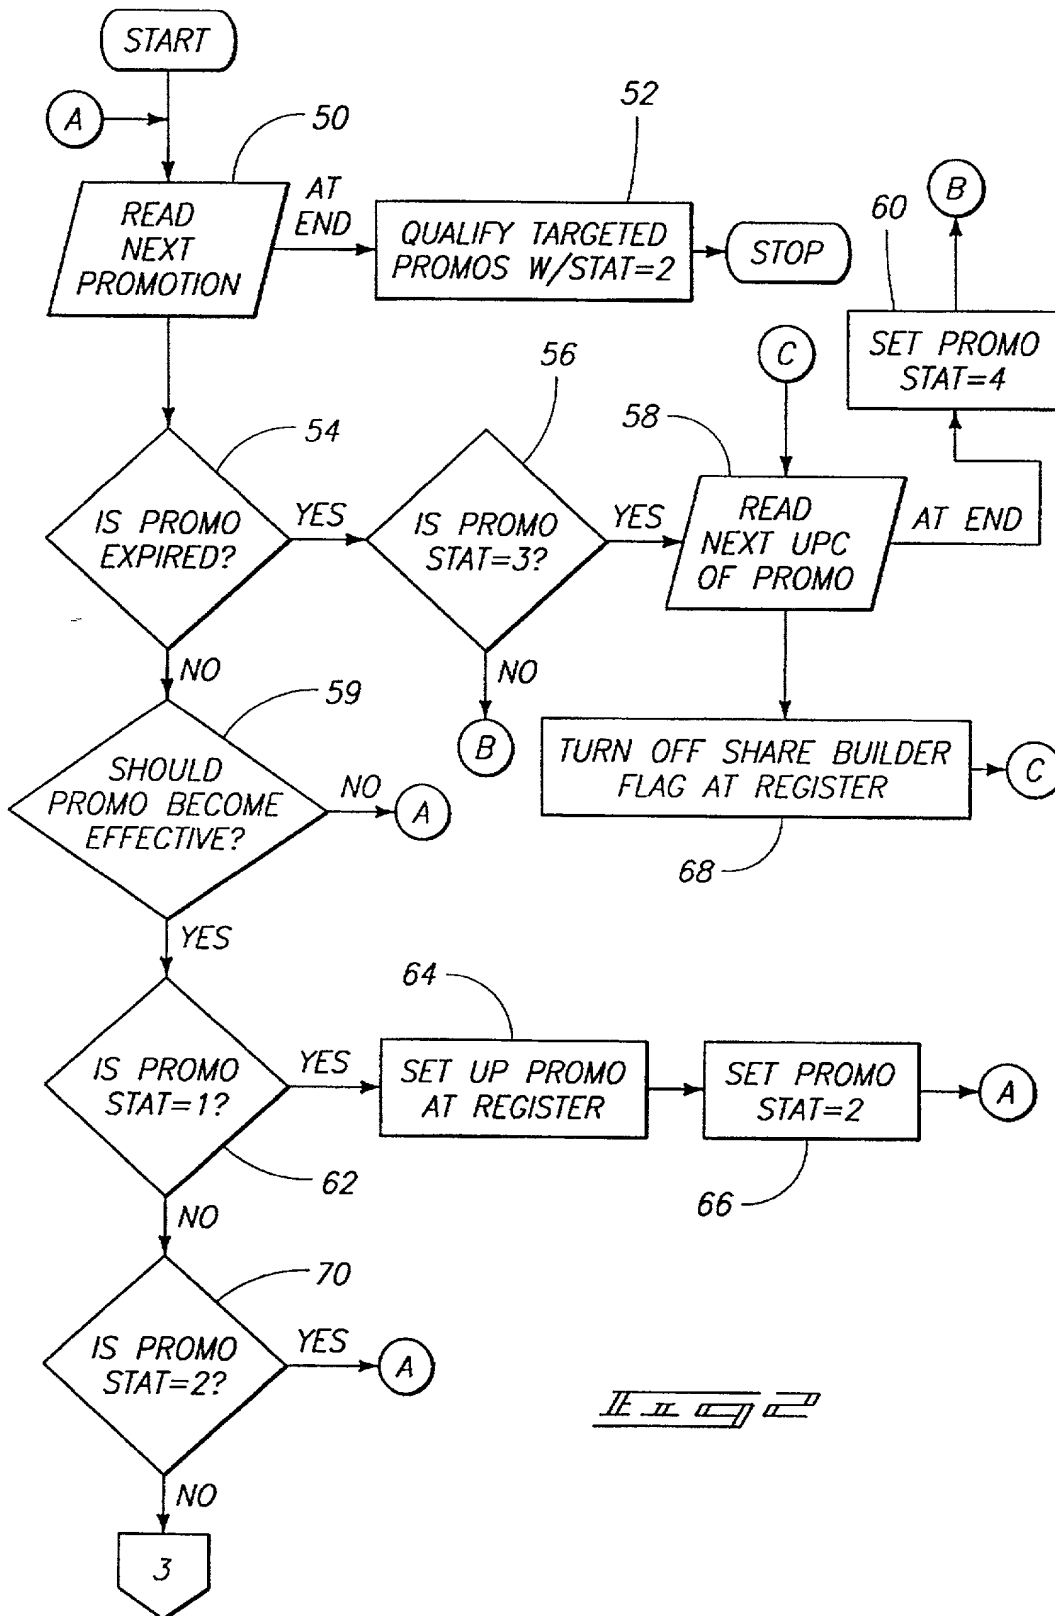 START
A
50
READ
NEXT
PROMOTION
AT
END
52
QUALIFY TARGETED
PROMOS W/STAT=2
STOP
B
60
SET PROMO
STAT=4
C
54
IS PROMO
EXPIRED?
YES
56
IS PROMO
STAT=3?
YES
58
READ
NEXT UPC
OF PROMO
AT END
NO
NO
B
59
SHOULD
PROMO BECOME
EFFECTIVE?
NO
A
TURN OFF SHARE BUILDER
FLAG AT REGISTER
C
68
YES
IS PROMO
STAT=1?
62
YES
64
SET UP PROMO
AT REGISTER
SET PROMO
STAT=2
66
A
NO
70
IS PROMO
STAT=2?
YES
A
NO
3
Fig 2